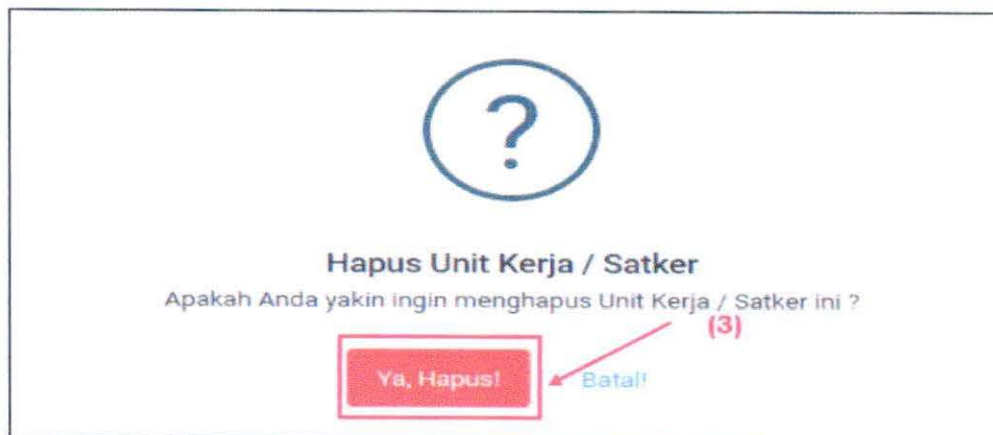 ?
Hapus Unit Kerja / Satker
Apakah Anda yakin ingin menghapus Unit Kerja / Satker ini ?
(3)
Ya, Hapus! Batal!